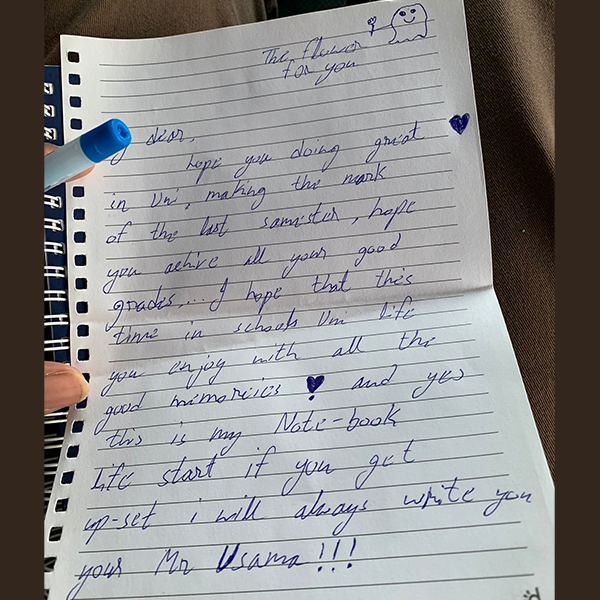 The flower
for you
dear,
hope you doing great
in Uni, making the mark
of the last samister, hope
you achive all your good
grades,... I hope that this
time in schools Uni life
you enjoy with all the
good memories and yes
this is my Note-book
life start if you get
up-set i will always write you
your Mr Usama!!!